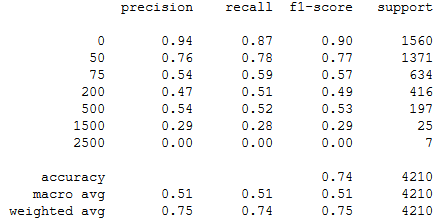 precision recall f1-score support
0 0.94 0.87 0.90 1560
50 0.76 0.78 0.77 1371
75 0.54 0.59 0.57 634
200 0.47 0.51 0.49 416
500 0.54 0.52 0.53 197
1500 0.29 0.28 0.29 25
2500 0.00 0.00 0.00 7
accuracy 0.74 4210
macro avg 0.51 0.51 0.51 4210
weighted avg 0.75 0.74 0.75 4210